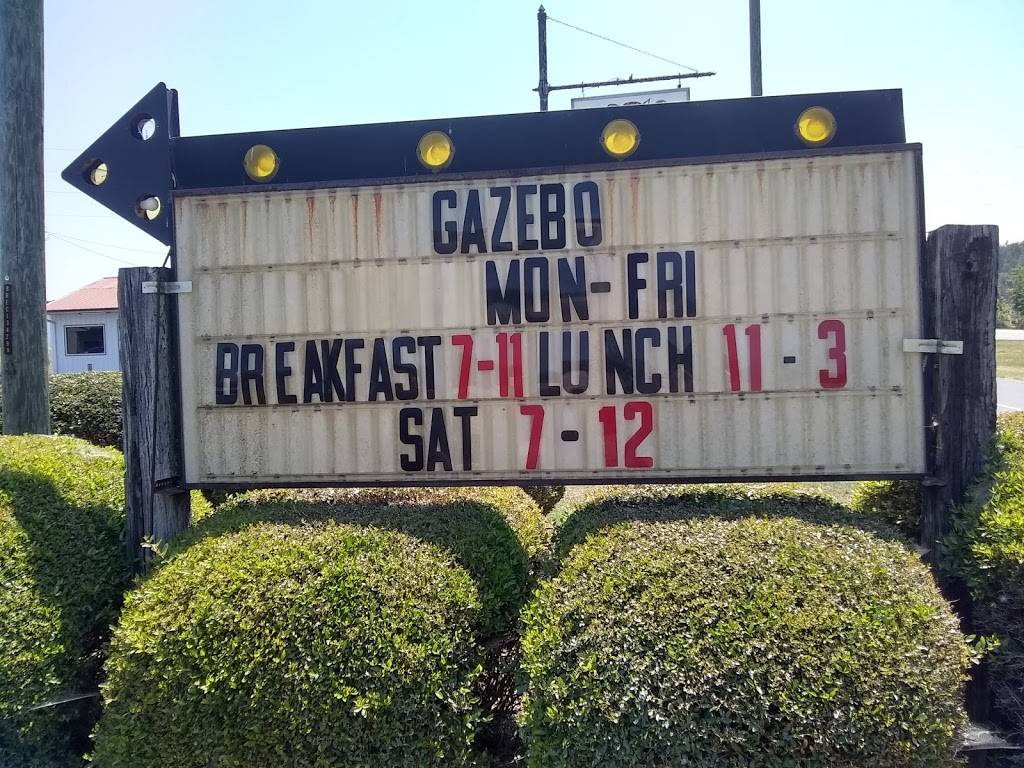 GAZEBO
MON-FRI
BREAKFAST 7-11 LUNCH 11-3
SAT 7-12